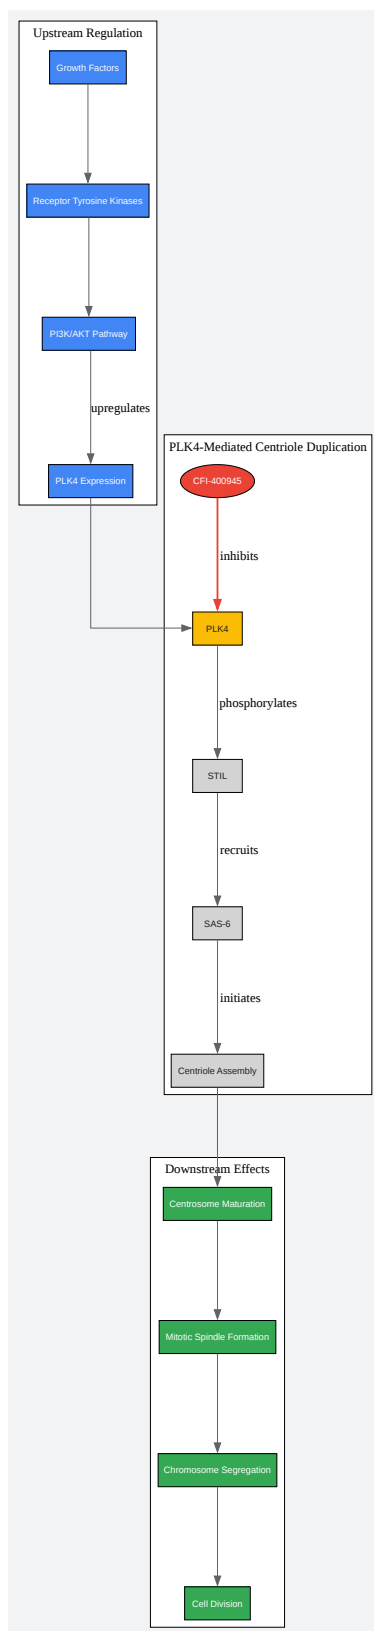 Upstream Regulation
Growth Factors
Receptor Tyrosine Kinases
PI3K/AKT Pathway
upregulates
PLK4 Expression
PLK4-Mediated Centriole Duplication
CFI-400945
inhibits
PLK4
phosphorylates
STIL
recruits
SAS-6
initiates
Centriole Assembly
Downstream Effects
Centrosome Maturation
Mitotic Spindle Formation
Chromosome Segregation
Cell Division